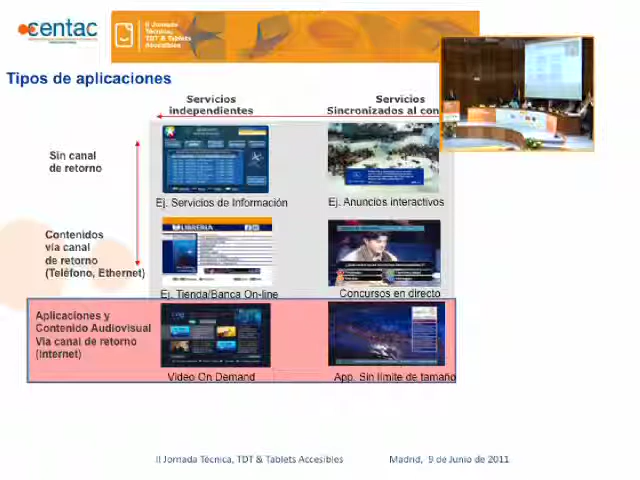 centac
II Jornada
Técnica,
TDT & Tablets
Accesibles
Tipos de aplicaciones
Servicios
independientes
Servicios
Sincronizados al con
Sin canal
de retorno
Ej. Servicios de Información
Ej. Anuncios interactivos
Contenidos
vía canal
de retorno
(Teléfono, Ethernet)
LIBRERIA
Ej. Tienda/Banca On-line
Concursos en directo
Aplicaciones y
Contenido Audiovisual
Via canal de retorno
(Internet)
Video On Demand
App. Sin límite de tamaño
II Jornada Técnica, TDT & Tablets Accesibles
Madrid, 9 de Junio de 2011